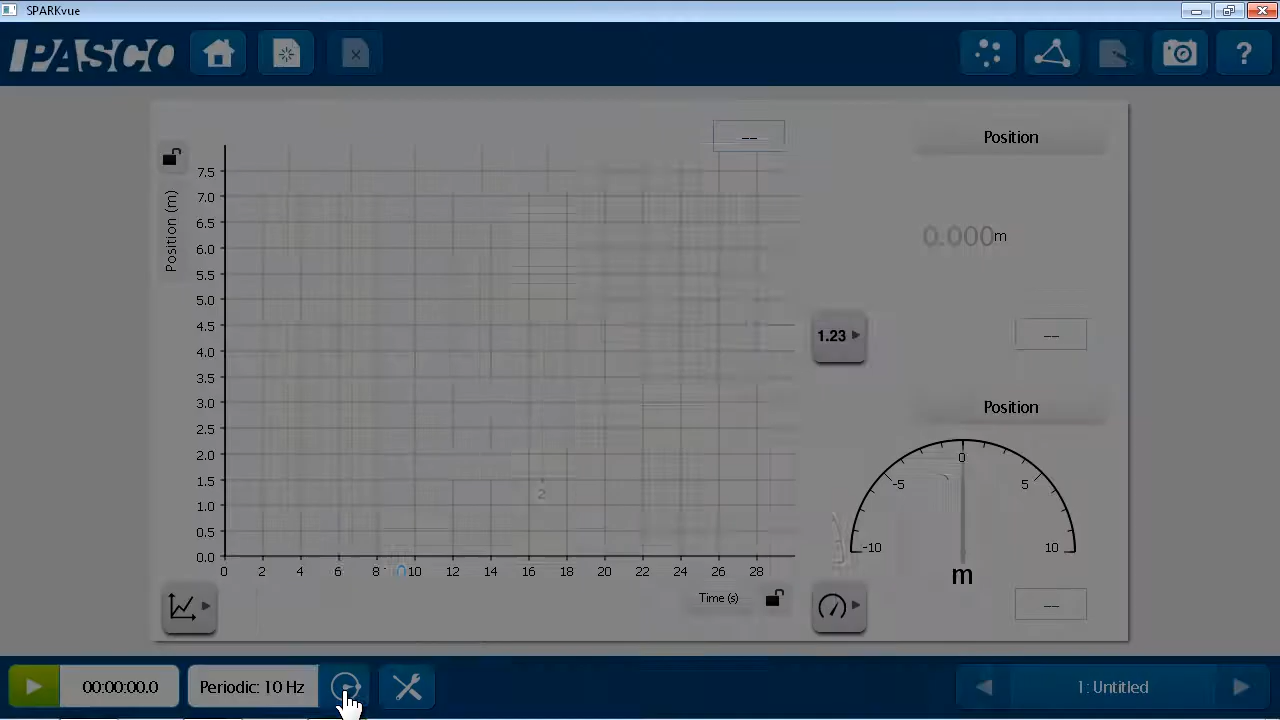 SPARKvue
PASCO
?
Position
7.5
7.0
6.5
6.0
5.5
5.0
4.5
4.0
3.5
3.0
2.5
2.0
1.5
1.0
0.5
0.0
Position (m)
0.000m
1.23
2
Position
0
-5
5
-10
10
m
0 2 4 6 8 10 12 14 16 18 20 22 24 26 28
Time (s)
00:00:00.0
Periodic: 10 Hz
1: Untitled